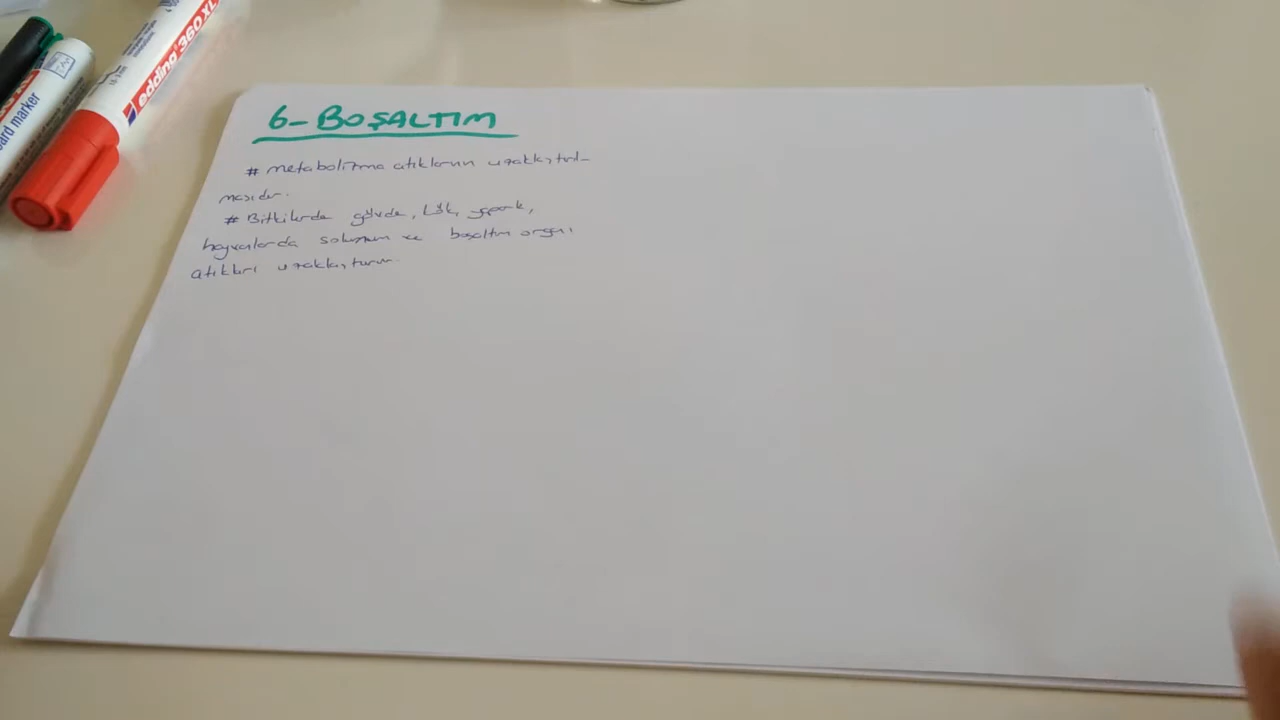 6- BOŞALTIM
# Metabolizma atıklarının uzaklaştırıl-
masıdır.
# Bitkilerde gövde, kök, yaprak,
hayvanlarda solunum ve boşaltım organı
atıkları uzaklaştırır.
edding 360 XL
board marker